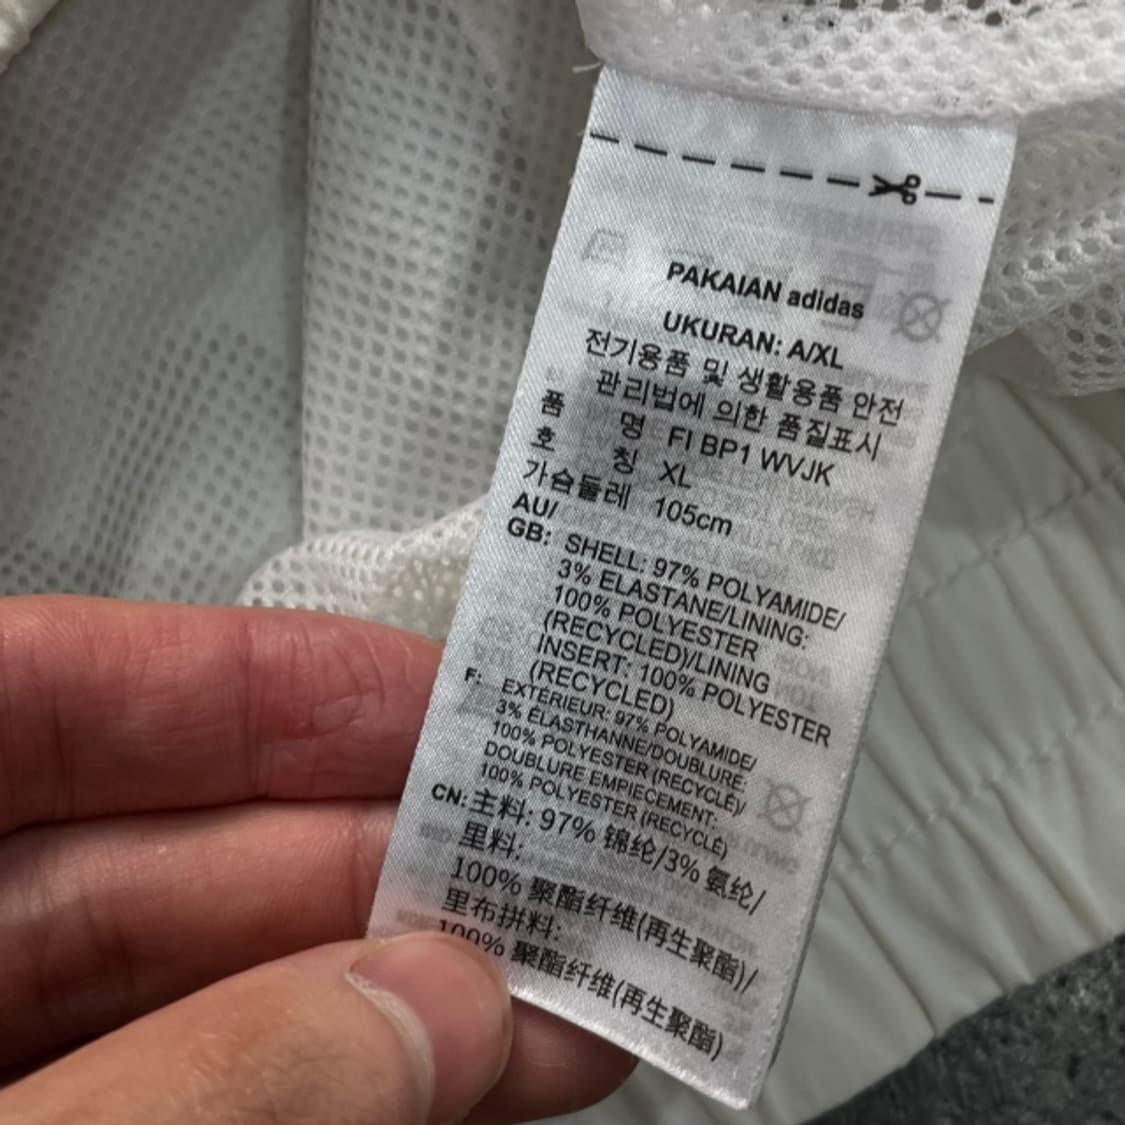 PAKAIAN adidas
UKURAN: A/XL
전기용품 및 생활용품 안전
관리법에 의한 품질표시
품 명 FI BP1 WVJK
호 칭 XL
가슴둘레 105cm
AU/
GB: SHELL: 97% POLYAMIDE/
3% ELASTANE/LINING:
100% POLYESTER
(RECYCLED)/LINING
INSERT: 100% POLYESTER
(RECYCLED)
F: EXTÉRIEUR: 97% POLYAMIDE/
3% ÉLASTHANNE/DOUBLURE:
100% POLYESTER (RECYCLÉ)/
DOUBLURE EMPIECEMENT:
100% POLYESTER (RECYCLÉ)
CN: 主料: 97% 锦纶/3% 氨纶/
里料:
100% 聚酯纤维(再生聚酯)/
里布拼料:
100% 聚酯纤维(再生聚酯)